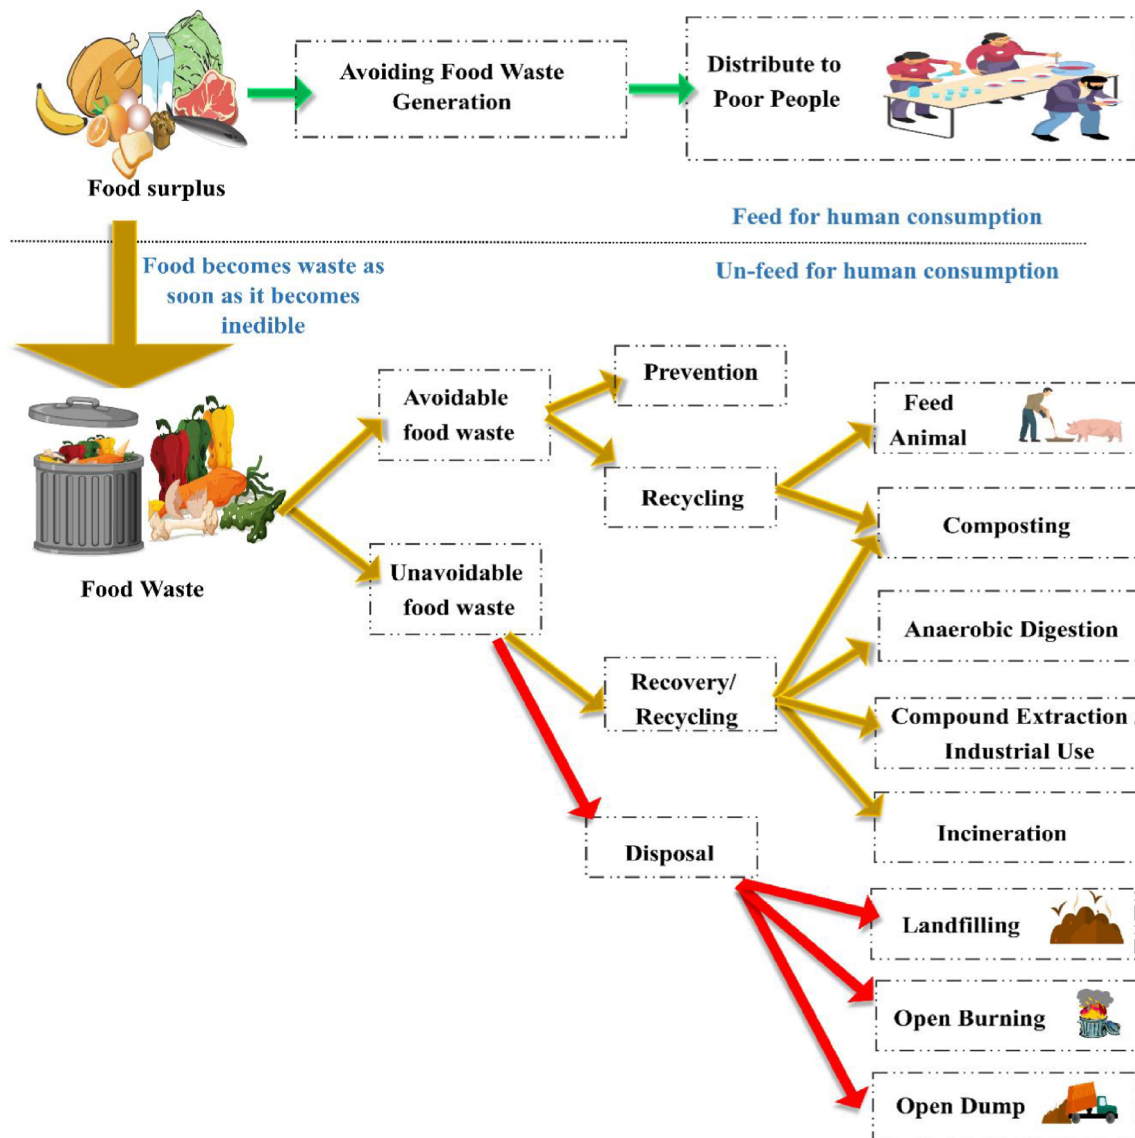 Avoiding Food Waste
Generation
Distribute to
Poor People
Food surplus
Feed for human consumption
Food becomes waste as
soon as it becomes
inedible
Un-feed for human consumption
Avoidable
food waste
Prevention
Recycling
Feed
Animal
Composting
Food Waste
Unavoidable
food waste
Anaerobic Digestion
Recovery/
Recycling
Compound Extraction
Industrial Use
Incineration
Disposal
Landfilling
Open Burning
Open Dump